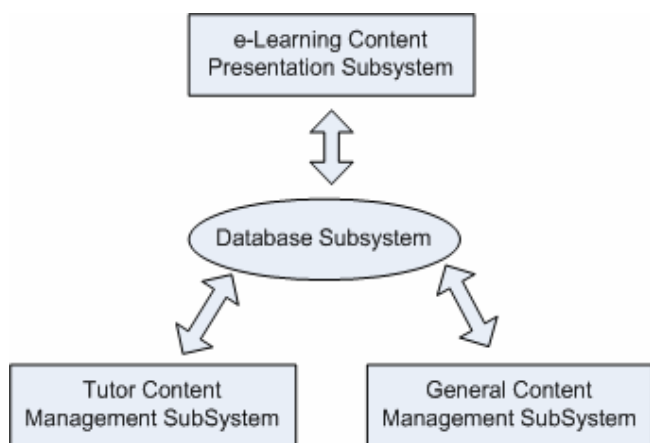 e-Learning Content
Presentation Subsystem
Database Subsystem
Tutor Content
Management SubSystem
General Content
Management SubSystem